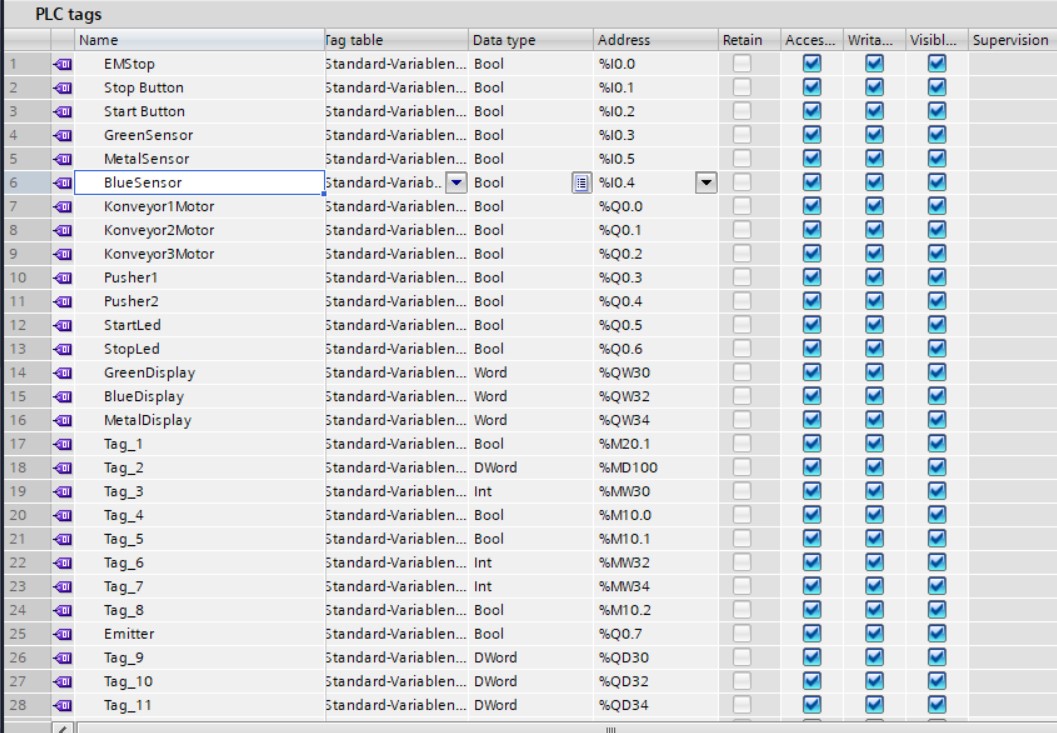 PLC tags
Name Tag table Data type Address Retain Acces... Writa... Visibl... Supervision
1 EMStop Standard-Variablen... Bool %I0.0
2 Stop Button Standard-Variablen... Bool %I0.1
3 Start Button Standard-Variablen... Bool %I0.2
4 GreenSensor Standard-Variablen... Bool %I0.3
5 MetalSensor Standard-Variablen... Bool %I0.5
6 BlueSensor Standard-Variab.. Bool %I0.4
7 Konveyor1Motor Standard-Variablen... Bool %Q0.0
8 Konveyor2Motor Standard-Variablen... Bool %Q0.1
9 Konveyor3Motor Standard-Variablen... Bool %Q0.2
10 Pusher1 Standard-Variablen... Bool %Q0.3
11 Pusher2 Standard-Variablen... Bool %Q0.4
12 StartLed Standard-Variablen... Bool %Q0.5
13 StopLed Standard-Variablen... Bool %Q0.6
14 GreenDisplay Standard-Variablen... Word %QW30
15 BlueDisplay Standard-Variablen... Word %QW32
16 MetalDisplay Standard-Variablen... Word %QW34
17 Tag_1 Standard-Variablen... Bool %M20.1
18 Tag_2 Standard-Variablen... DWord %MD100
19 Tag_3 Standard-Variablen... Int %MW30
20 Tag_4 Standard-Variablen... Bool %M10.0
21 Tag_5 Standard-Variablen... Bool %M10.1
22 Tag_6 Standard-Variablen... Int %MW32
23 Tag_7 Standard-Variablen... Int %MW34
24 Tag_8 Standard-Variablen... Bool %M10.2
25 Emitter Standard-Variablen... Bool %Q0.7
26 Tag_9 Standard-Variablen... DWord %QD30
27 Tag_10 Standard-Variablen... DWord %QD32
28 Tag_11 Standard-Variablen... DWord %QD34